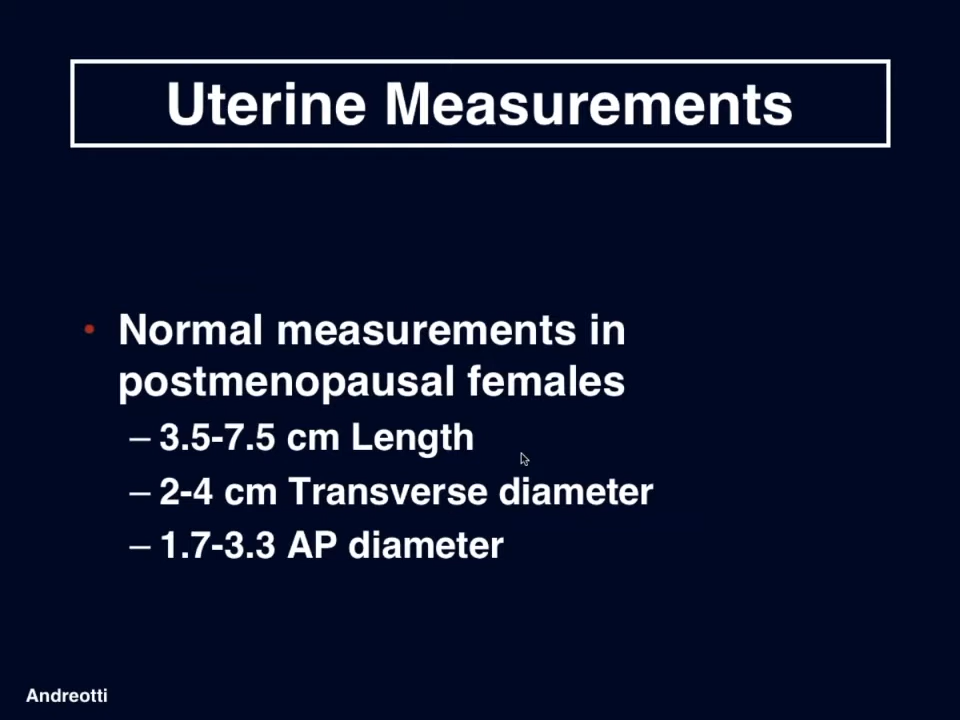 Uterine Measurements
• Normal measurements in
postmenopausal females
– 3.5-7.5 cm Length
– 2-4 cm Transverse diameter
– 1.7-3.3 AP diameter
Andreotti